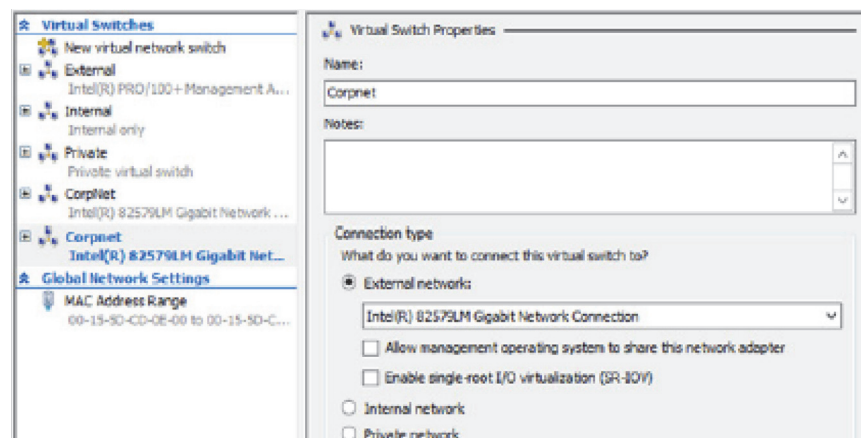 Virtual Switches
New virtual network switch
External
Intel(R) PRO/100+ Management A...
Internal
Internal only
Private
Private virtual switch
CorpNet
Intel(R) 82579LM Gigabit Network ...
Corpnet
Intel(R) 82579LM Gigabit Net...
Global Network Settings
MAC Address Range
00-15-5D-CD-0E-00 to 00-15-5D-C...
Virtual Switch Properties
Name:
Corpnet
Notes:
Connection type
What do you want to connect this virtual switch to?
External network:
Intel(R) 82579LM Gigabit Network Connection
Allow management operating system to share this network adapter
Enable single-root I/O virtualization (SR-IOV)
Internal network
Private network